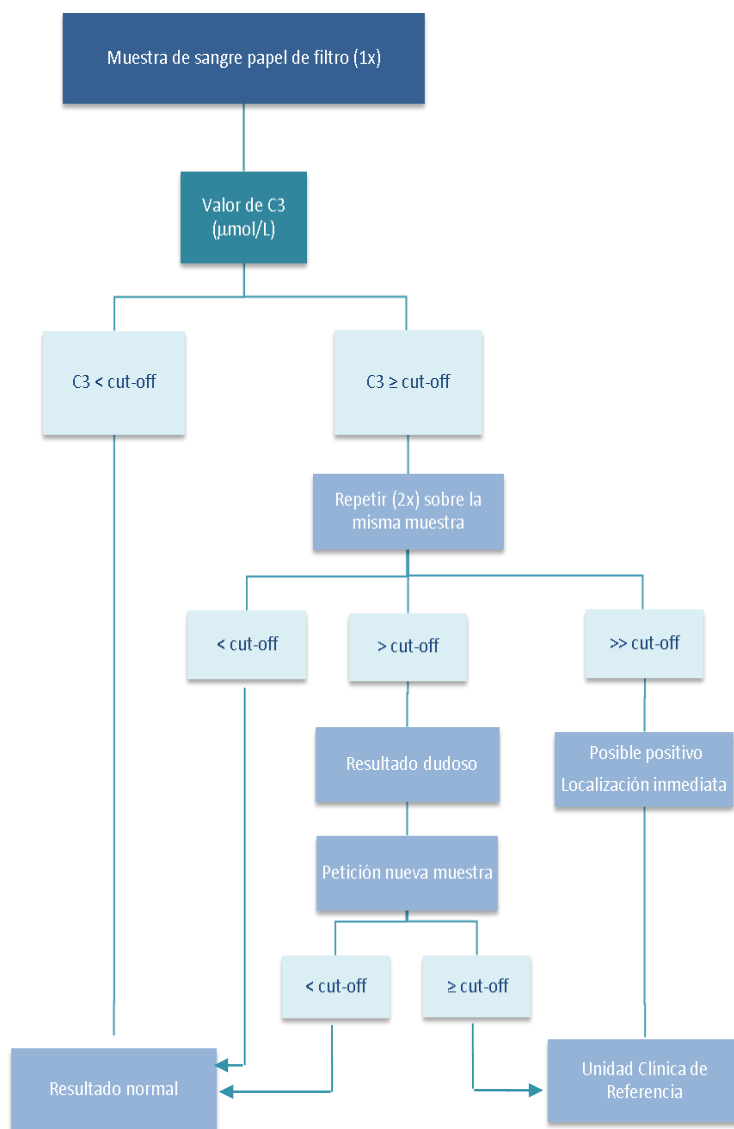 Muestra de sangre papel de filtro (1x)
Valor de C3
(µmol/L)
C3 < cut-off
C3 ≥ cut-off
Repetir (2x) sobre la
misma muestra
< cut-off
> cut-off
>> cut-off
Resultado dudoso
Posible positivo
Localización inmediata
Petición nueva muestra
< cut-off
≥ cut-off
Resultado normal
Unidad Clínica de
Referencia